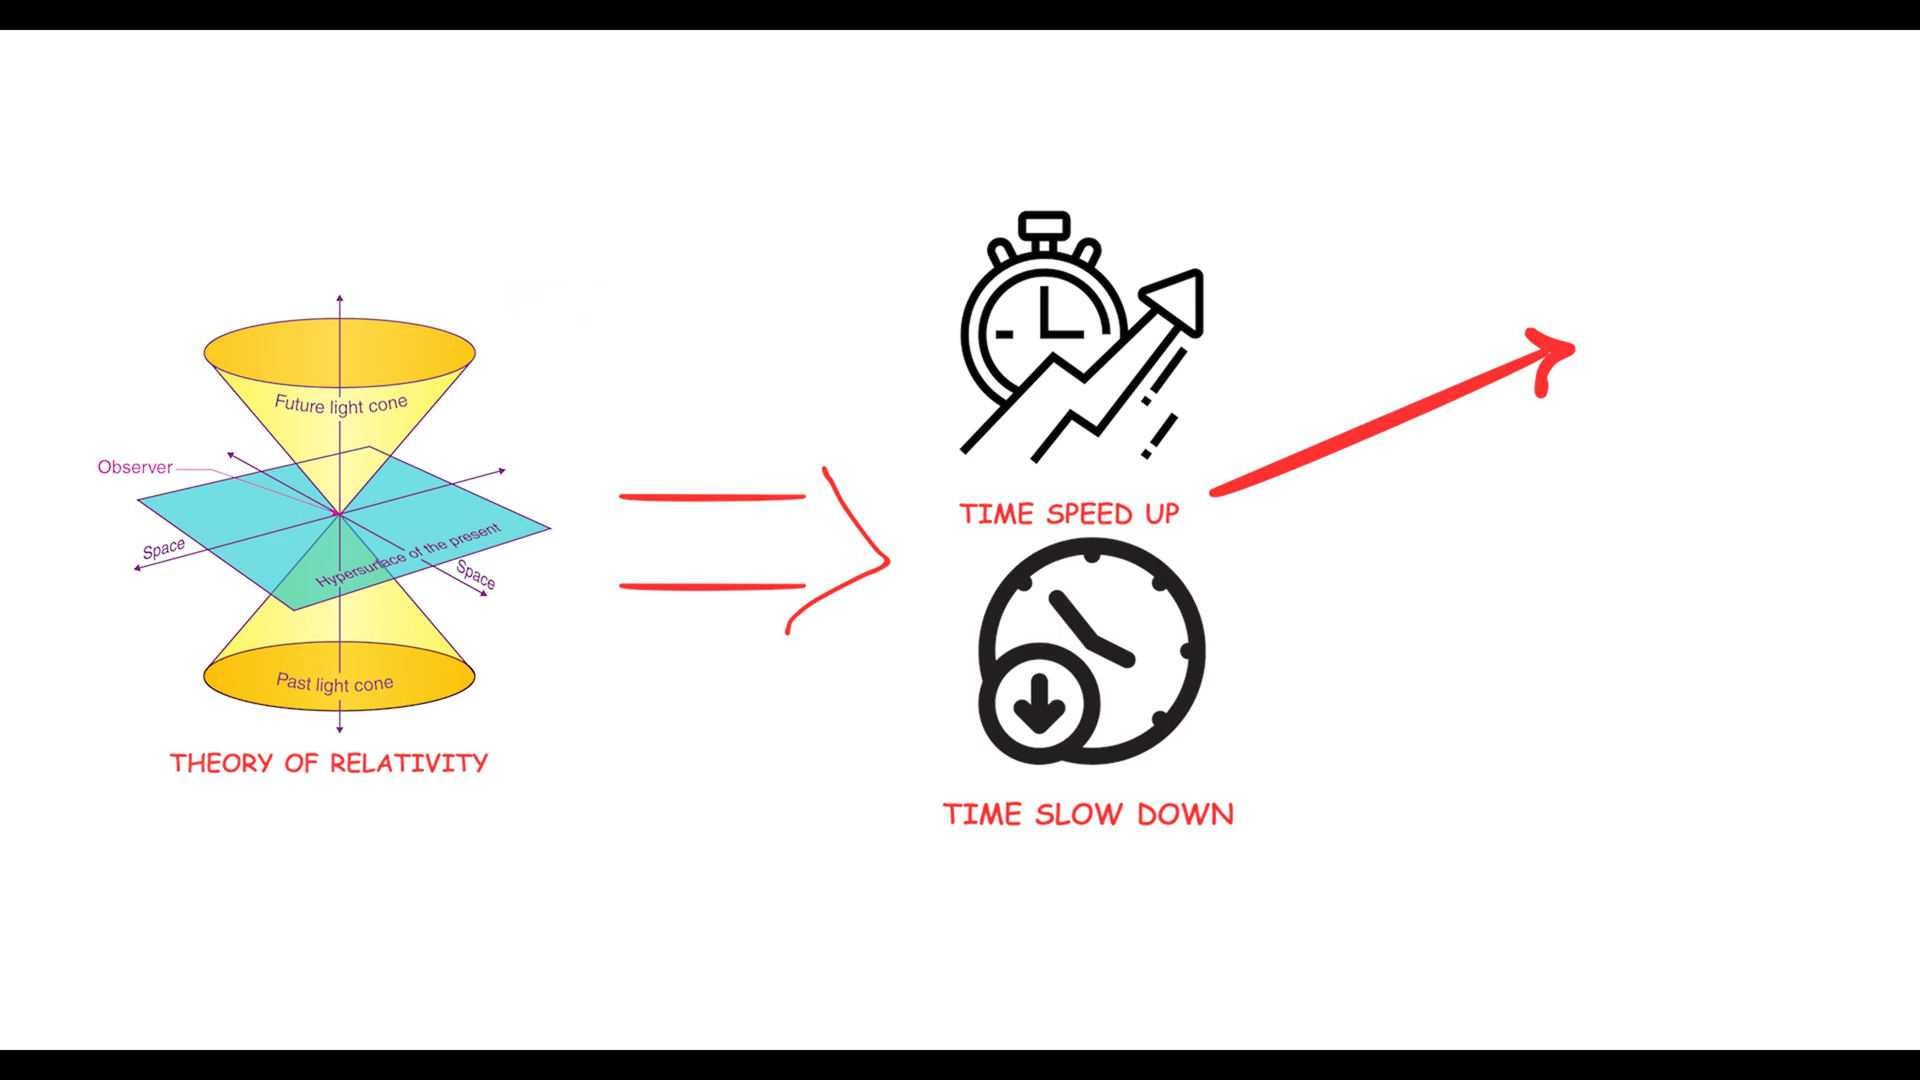 Future light cone
Observer
Space
Hypersurface of the present
Space
Past light cone
THEORY OF RELATIVITY
TIME SPEED UP
TIME SLOW DOWN